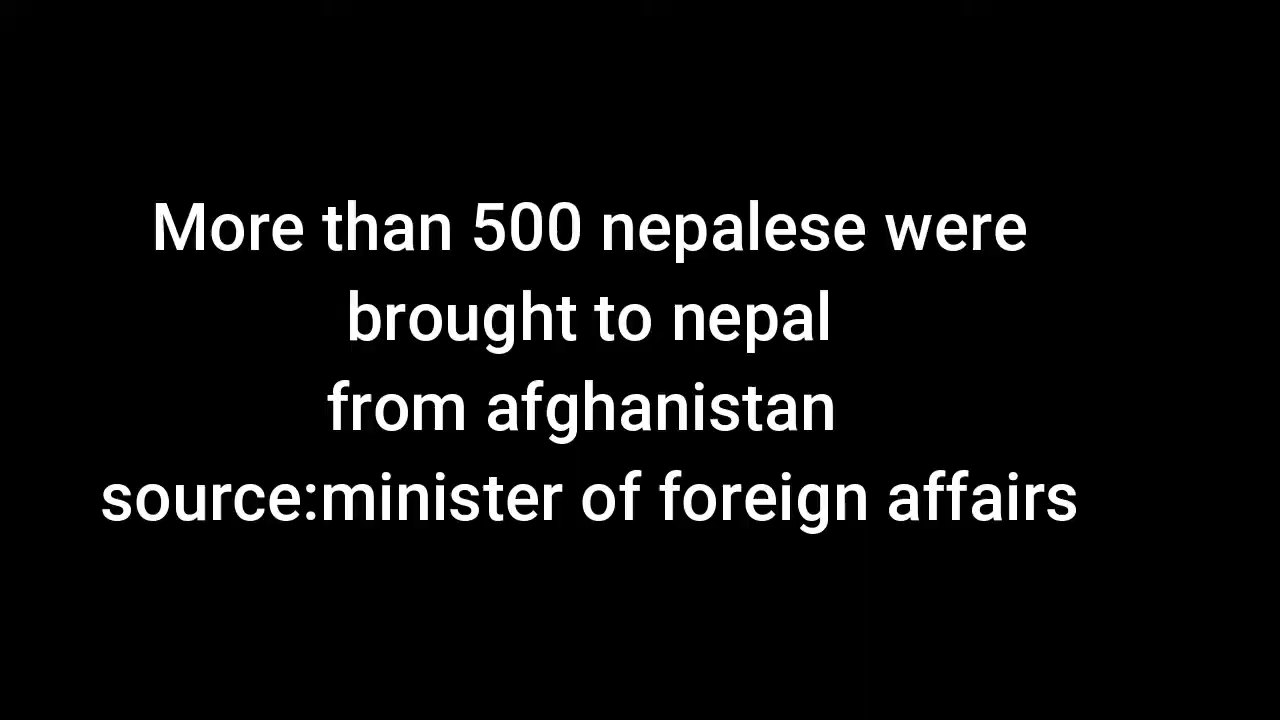 More than 500 nepalese were
brought to nepal
from afghanistan
source:minister of foreign affairs